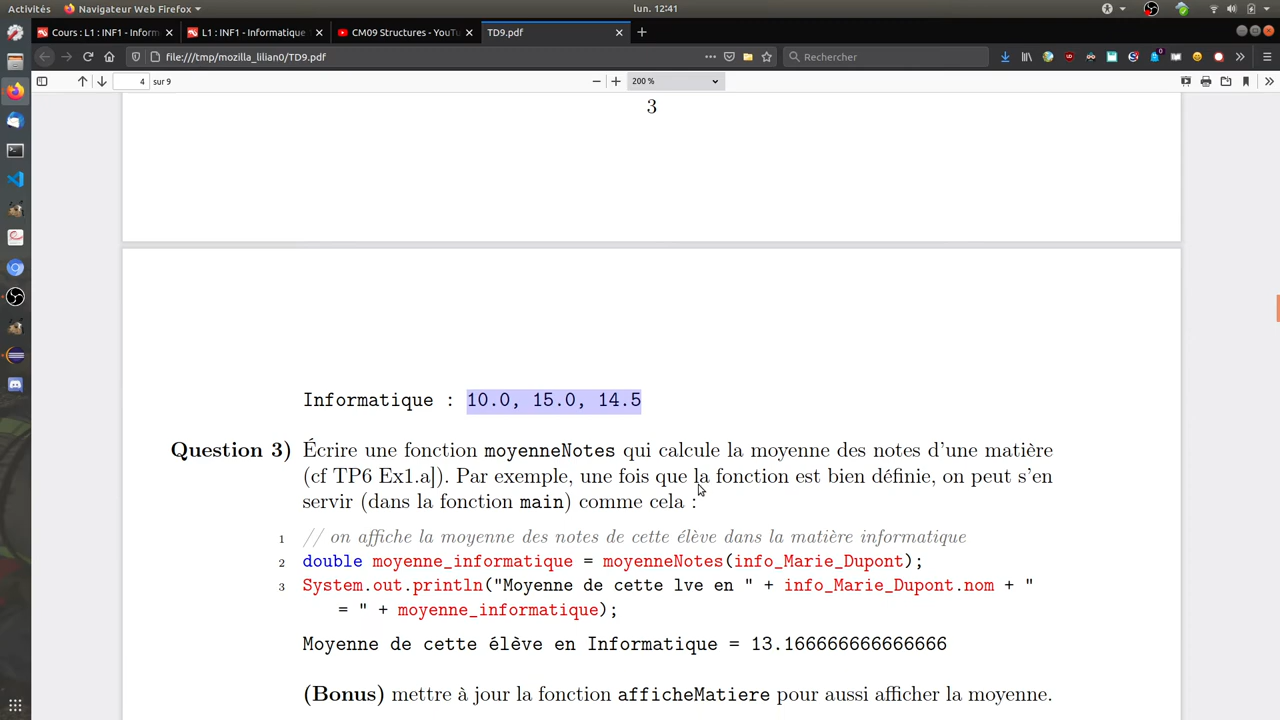 Activités Navigateur Web Firefox lun. 12:41
Cours : L1 : INF1 - Inform L1 : INF1 - Informatique CM09 Structures - YouTu TD9.pdf
file:///tmp/mozilla_lilian0/TD9.pdf Rechercher
4 sur 9 200 %
3
Informatique : 10.0, 15.0, 14.5
Question 3) Écrire une fonction moyenneNotes qui calcule la moyenne des notes d'une matière
(cf TP6 Ex1.a]). Par exemple, une fois que la fonction est bien définie, on peut s'en
servir (dans la fonction main) comme cela :
1 // on affiche la moyenne des notes de cette élève dans la matière informatique
2 double moyenne_informatique = moyenneNotes(info_Marie_Dupont);
3 System.out.println("Moyenne de cette lve en " + info_Marie_Dupont.nom + "
= " + moyenne_informatique);
Moyenne de cette élève en Informatique = 13.166666666666666
(Bonus) mettre à jour la fonction afficheMatiere pour aussi afficher la moyenne.